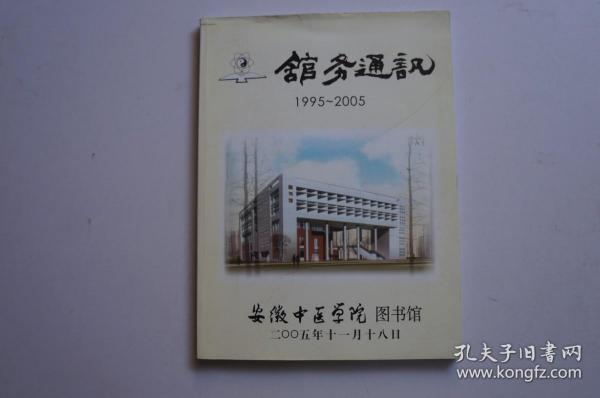 舘务通訊
1995~2005
安徽中医学院 图书馆
二〇〇五年十一月十八日
孔夫子旧书网
www.kongfz.com